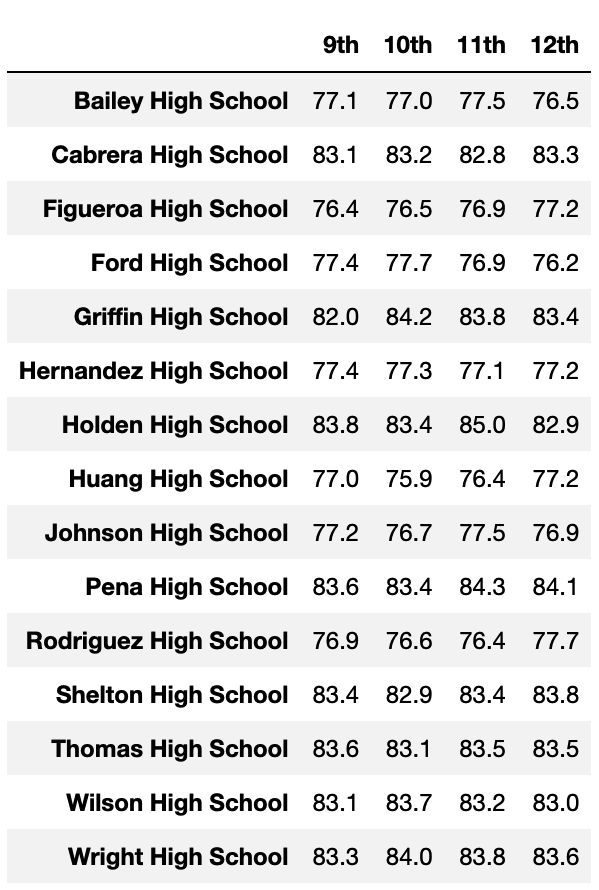 9th 10th 11th 12th
Bailey High School 77.1 77.0 77.5 76.5
Cabrera High School 83.1 83.2 82.8 83.3
Figueroa High School 76.4 76.5 76.9 77.2
Ford High School 77.4 77.7 76.9 76.2
Griffin High School 82.0 84.2 83.8 83.4
Hernandez High School 77.4 77.3 77.1 77.2
Holden High School 83.8 83.4 85.0 82.9
Huang High School 77.0 75.9 76.4 77.2
Johnson High School 77.2 76.7 77.5 76.9
Pena High School 83.6 83.4 84.3 84.1
Rodriguez High School 76.9 76.6 76.4 77.7
Shelton High School 83.4 82.9 83.4 83.8
Thomas High School 83.6 83.1 83.5 83.5
Wilson High School 83.1 83.7 83.2 83.0
Wright High School 83.3 84.0 83.8 83.6